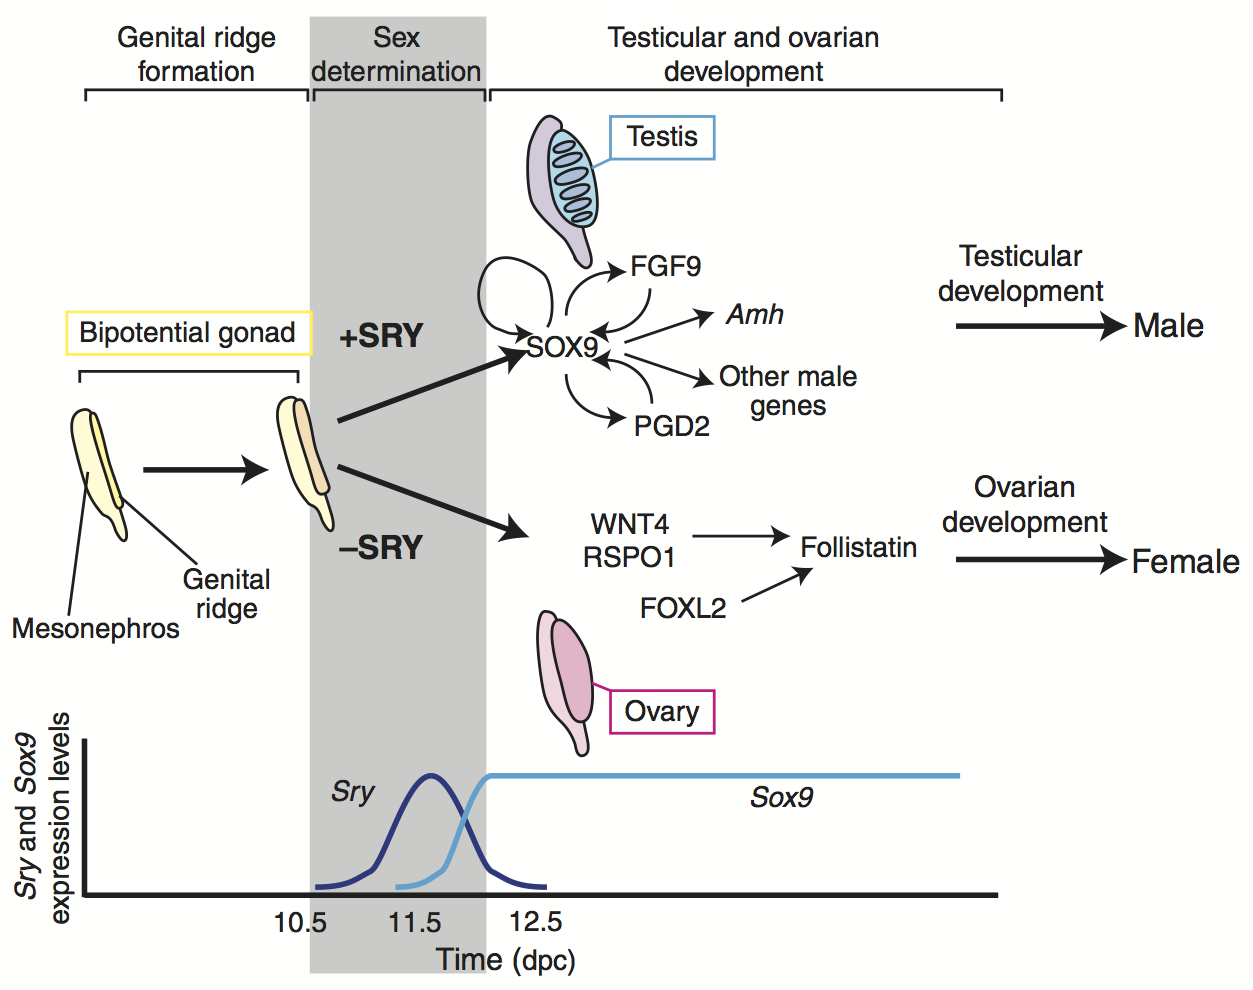 Genital ridge
formation
Sex
determination
Testicular and ovarian
development
Testis
Bipotential gonad
+SRY
–SRY
FGF9
SOX9
Amh
Other male
genes
PGD2
Testicular
development
Male
WNT4
RSPO1
FOXL2
Follistatin
Ovarian
development
Female
Mesonephros
Genital
ridge
Ovary
Sry and Sox9
expression levels
Sry
Sox9
10.5
11.5
12.5
Time (dpc)